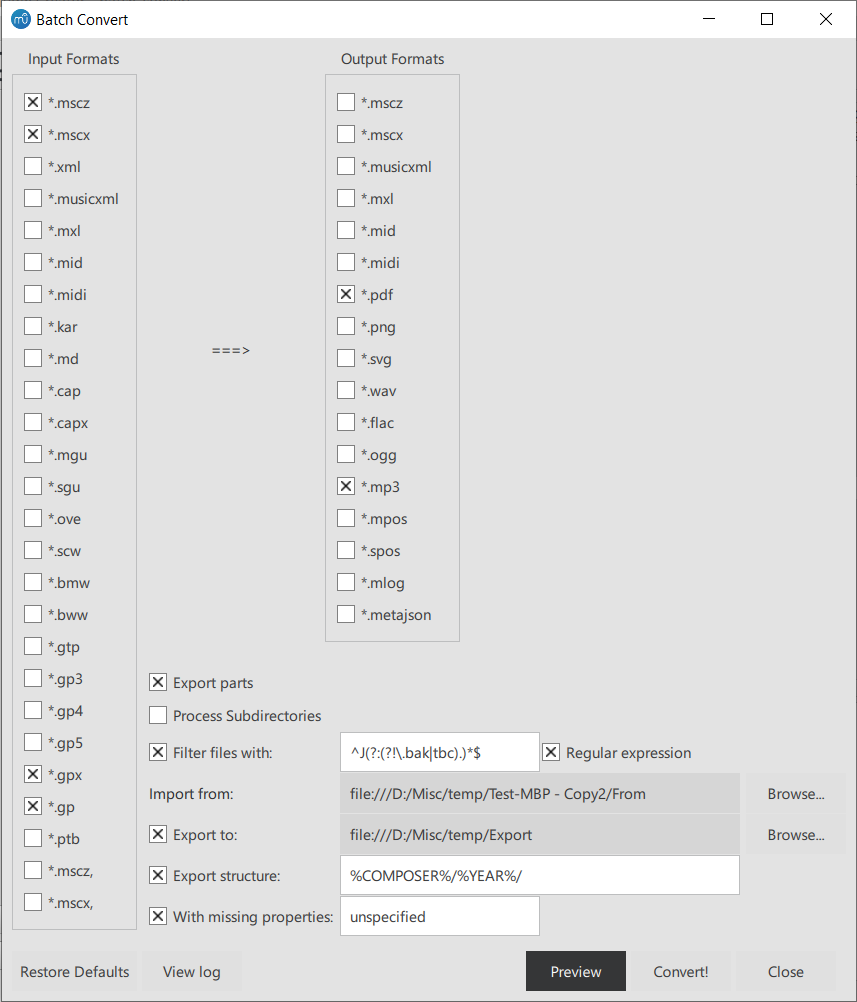 Batch Convert
Input Formats
*.mscz
*.mscx
*.xml
*.musicxml
*.mxl
*.mid
*.midi
*.kar
*.md
*.cap
*.capx
*.mgu
*.sgu
*.ove
*.scw
*.bmw
*.bww
*.gtp
*.gp3
*.gp4
*.gp5
*.gpx
*.gp
*.ptb
*.mscz,
*.mscx,
===>
Output Formats
*.mscz
*.mscx
*.musicxml
*.mxl
*.mid
*.midi
*.pdf
*.png
*.svg
*.wav
*.flac
*.ogg
*.mp3
*.mpos
*.spos
*.mlog
*.metajson
Export parts
Process Subdirectories
Filter files with: ^J(?:(?!\.bak|tbc).)*$ Regular expression
Import from: file:///D:/Misc/temp/Test-MBP - Copy2/From Browse...
Export to: file:///D:/Misc/temp/Export Browse...
Export structure: %COMPOSER%/%YEAR%/
With missing properties: unspecified
Restore Defaults View log Preview Convert! Close